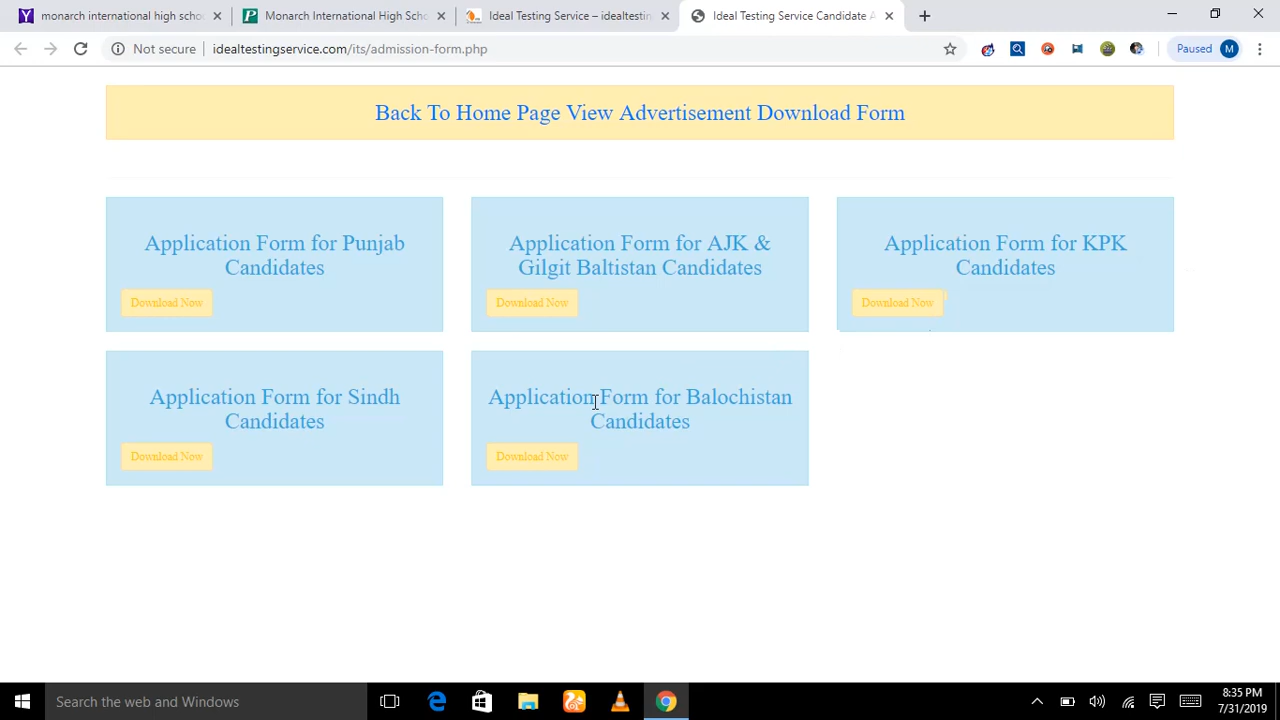 monarch international high scho
Monarch International High School
Ideal Testing Service – idealtestin
Ideal Testing Service Candidate A
Not secure
idealtestingservice.com/its/admission-form.php
Paused
M
Back To Home Page View Advertisement Download Form
Application Form for Punjab
Candidates
Download Now
Application Form for AJK &
Gilgit Baltistan Candidates
Download Now
Application Form for KPK
Candidates
Download Now
Application Form for Sindh
Candidates
Download Now
Application Form for Balochistan
Candidates
Download Now
Search the web and Windows
8:35 PM
7/31/2019